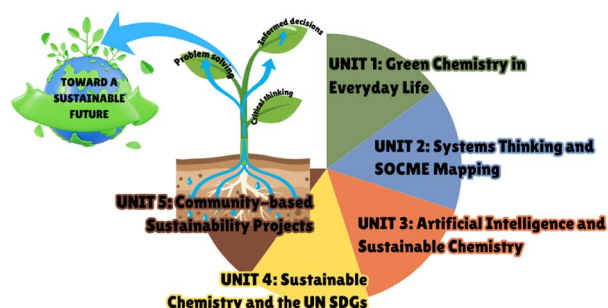 TOWARD A
SUSTAINABLE
FUTURE
Problem solving
Informed decisions
Critical thinking
UNIT 1: Green Chemistry in
Everyday Life
UNIT 2: Systems Thinking and
SOCME Mapping
UNIT 3: Artificial Intelligence and
Sustainable Chemistry
UNIT 4: Sustainable
Chemistry and the UN SDGs
UNIT 5: Community-based
Sustainability Projects